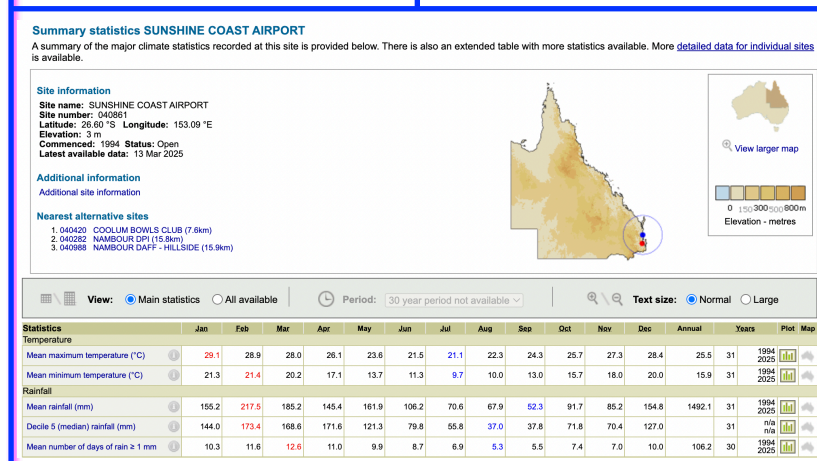 Summary statistics SUNSHINE COAST AIRPORT
A summary of the major climate statistics recorded at this site is provided below. There is also an extended table with more statistics available. More detailed data for individual sites
is available.
Site information
Site name: SUNSHINE COAST AIRPORT
Site number: 040861
Latitude: 26.60 °S Longitude: 153.09 °E
Elevation: 3 m
Commenced: 1994 Status: Open
Latest available data: 13 Mar 2025
Additional information
Additional site information
Nearest alternative sites
1. 040420 COOLUM BOWLS CLUB (7.6km)
2. 040282 NAMBOUR DPI (15.8km)
3. 040988 NAMBOUR DAFF - HILLSIDE (15.9km)
View larger map
0 150 300 500 800m
Elevation - metres
View: Main statistics All available Period: 30 year period not available Text size: Normal Large
Statistics Jan Feb Mar Apr May Jun Jul Aug Sep Oct Nov Dec Annual Years Plot Map
Temperature
Mean maximum temperature (°C) 29.1 28.9 28.0 26.1 23.6 21.5 21.1 22.3 24.3 25.7 27.3 28.4 25.5 31 1994 2025
Mean minimum temperature (°C) 21.3 21.4 20.2 17.1 13.7 11.3 9.7 10.0 13.0 15.7 18.0 20.0 15.9 31 1994 2025
Rainfall
Mean rainfall (mm) 155.2 217.5 185.2 145.4 161.9 106.2 70.6 67.9 52.3 91.7 85.2 154.8 1492.1 31 1994 2025
Decile 5 (median) rainfall (mm) 144.0 173.4 168.6 171.6 121.3 79.8 55.8 37.0 37.8 71.8 70.4 127.0 31 n/a n/a
Mean number of days of rain ≥ 1 mm 10.3 11.6 12.6 11.0 9.9 8.7 6.9 5.3 5.5 7.4 7.0 10.0 106.2 30 1994 2025